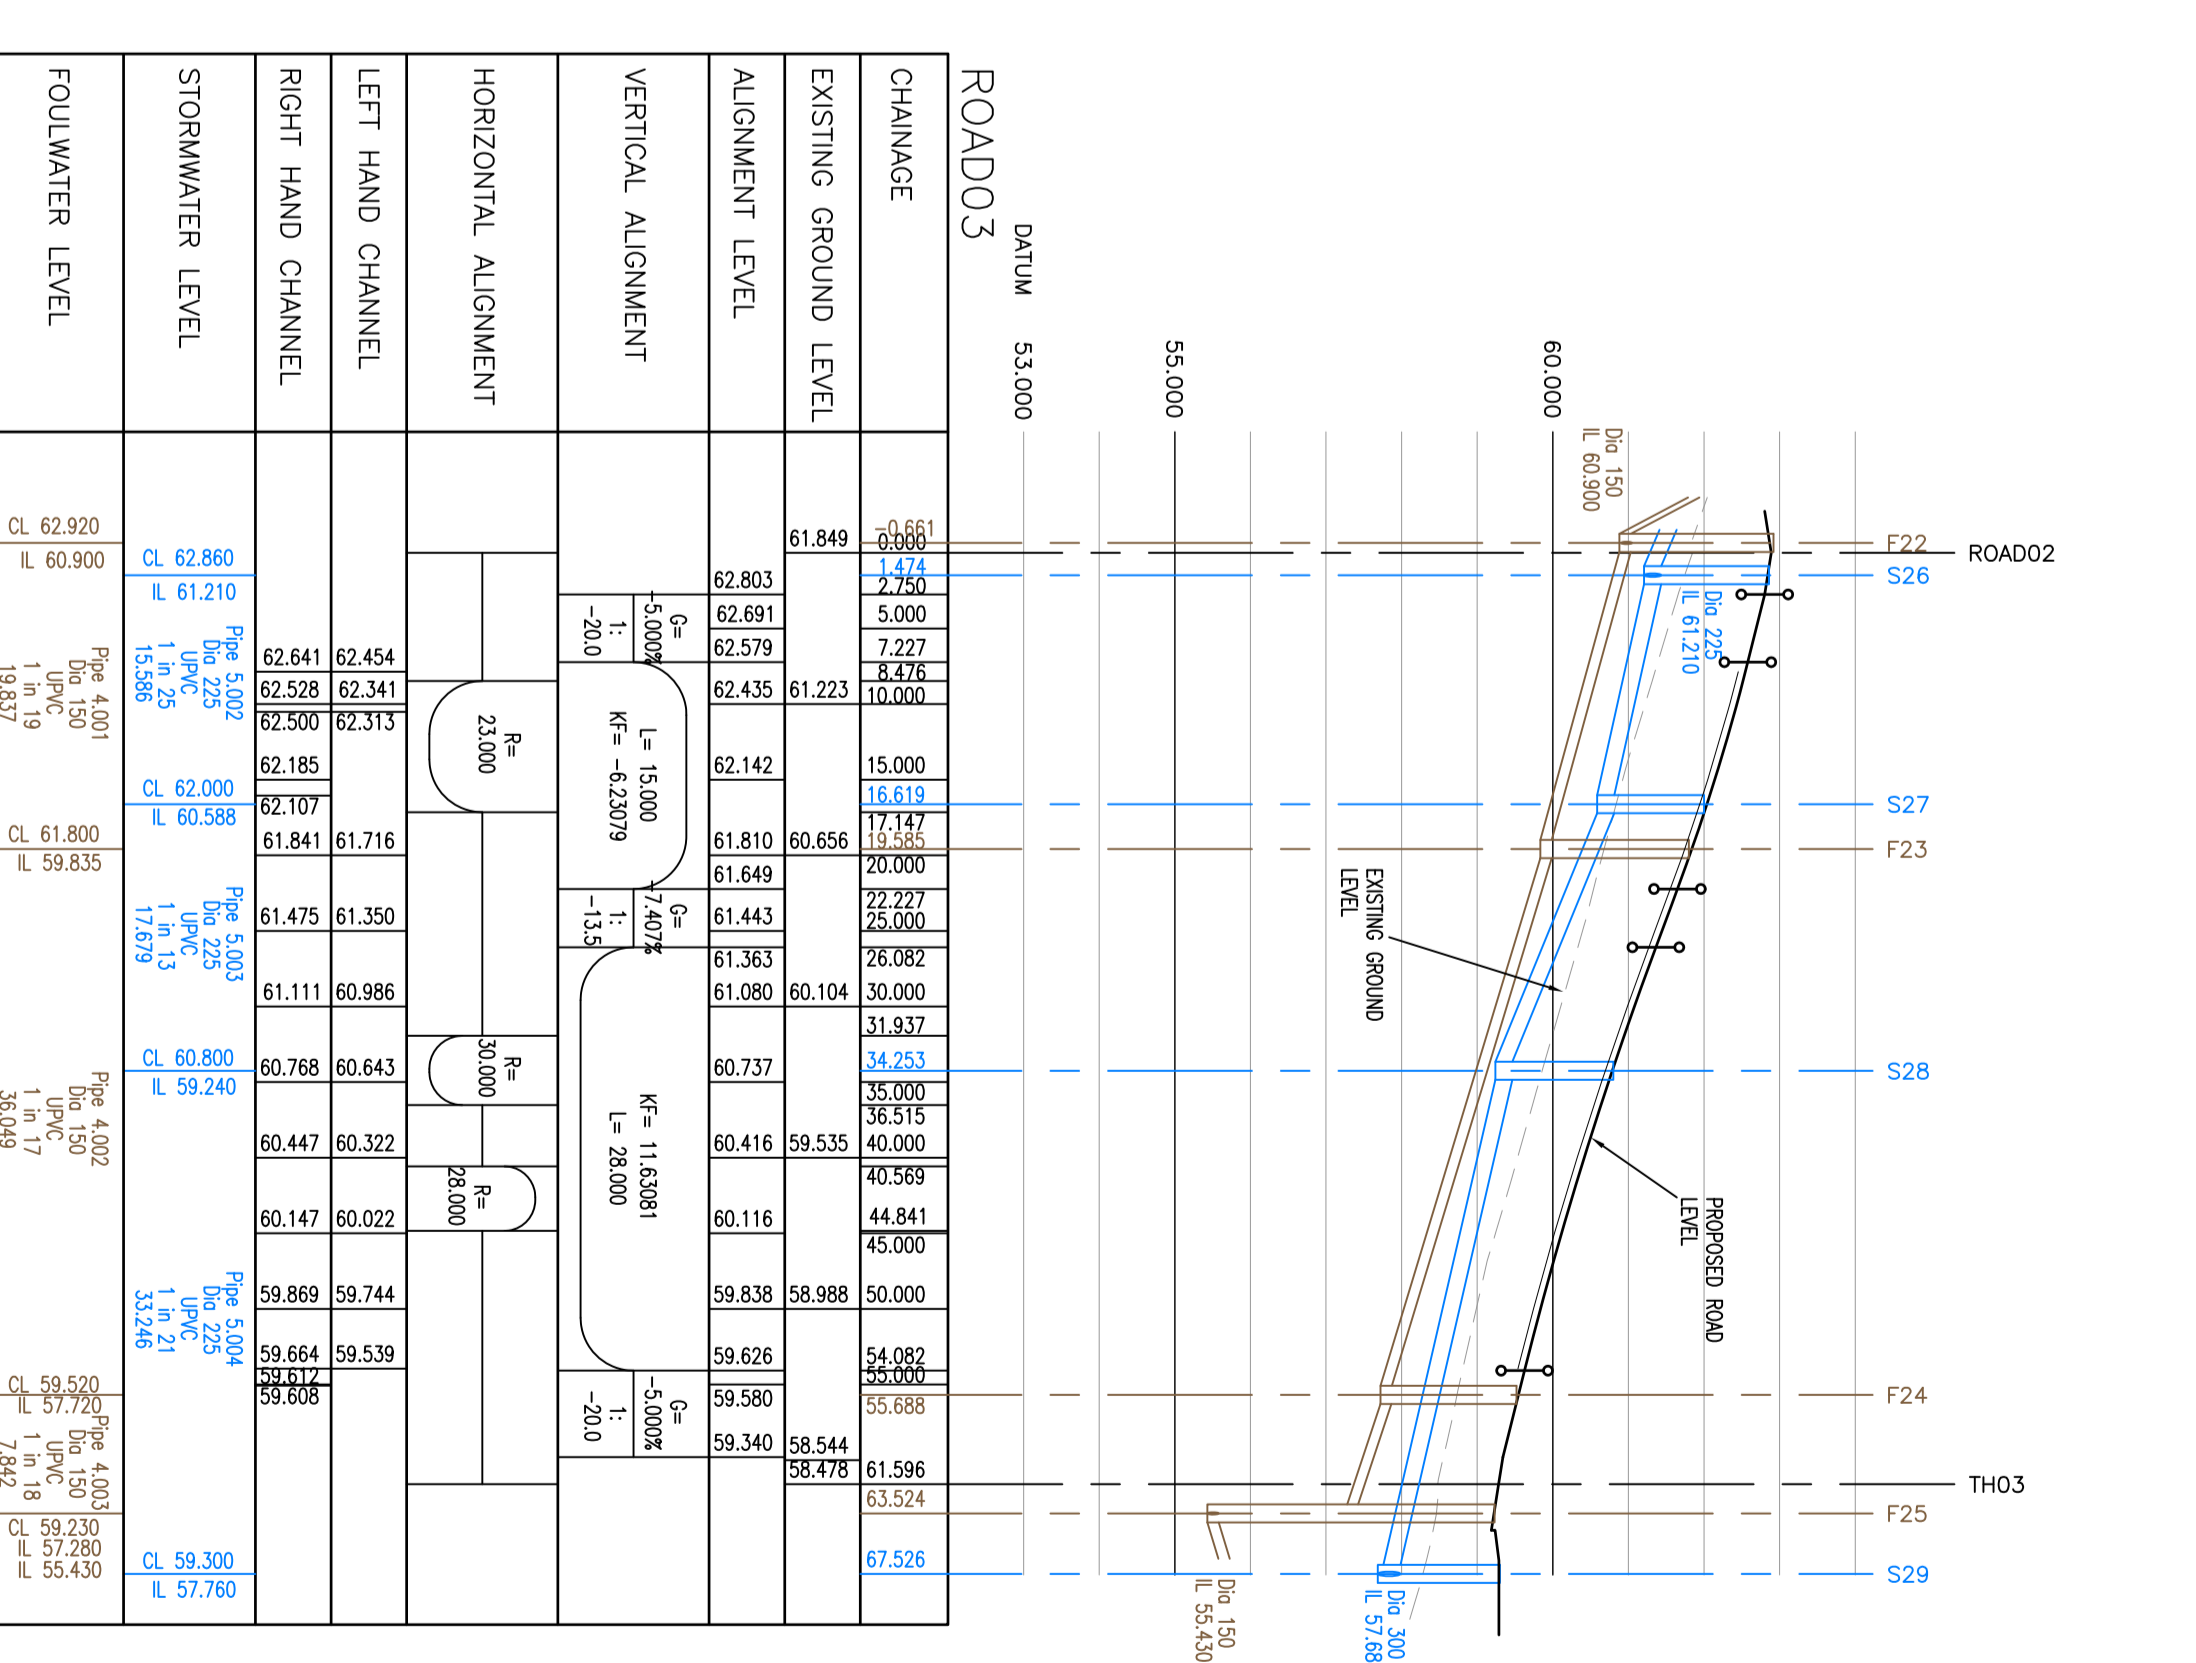 ROAD03
DATUM 53.000
55.000
60.000
CHAINAGE
EXISTING GROUND LEVEL
ALIGNMENT LEVEL
VERTICAL ALIGNMENT
HORIZONTAL ALIGNMENT
LEFT HAND CHANNEL
RIGHT HAND CHANNEL
STORMWATER LEVEL
FOULWATER LEVEL
F22
ROAD02
S26
S27
F23
S28
F24
TH03
F25
S29
Dia 150
IL 60.900
Dia 225
IL 61.210
EXISTING GROUND
LEVEL
PROPOSED ROAD
LEVEL
Dia 150
IL 55.430
Dia 300
IL 57.68
-0.661
0.000
1.474
2.750
5.000
7.227
8.476
10.000
15.000
16.619
17.147
19.585
20.000
22.227
25.000
26.082
30.000
31.937
34.253
35.000
36.515
40.000
40.569
44.841
45.000
50.000
54.082
55.000
55.688
61.596
63.524
67.526
61.849
61.223
60.656
60.104
59.535
58.988
58.544
58.478
62.803
62.691
62.579
62.435
62.142
61.810
61.649
61.443
61.363
61.080
60.737
60.416
60.116
59.838
59.626
59.580
59.340
G=
-5.000%
1:
-20.0
L= 15.000
KF= -6.23079
G=
-7.407%
1:
-13.5
KF= 11.63081
L= 28.000
G=
-5.000%
1:
-20.0
R=
23.000
R=
30.000
R=
28.000
62.454
62.341
62.313
61.716
61.350
60.986
60.643
60.322
60.022
59.744
59.539
62.641
62.528
62.500
62.185
62.107
61.841
61.475
61.111
60.768
60.447
60.147
59.869
59.664
59.612
59.608
CL 62.860
IL 61.210
Pipe 5.002
Dia 225
UPVC
1 in 25
15.586
CL 62.000
IL 60.588
Pipe 5.003
Dia 225
UPVC
1 in 13
17.679
CL 60.800
IL 59.240
Pipe 5.004
Dia 225
UPVC
1 in 21
33.246
CL 59.300
IL 57.760
CL 62.920
IL 60.900
Pipe 4.001
Dia 150
UPVC
1 in 19
19.837
CL 61.800
IL 59.835
Pipe 4.002
Dia 150
UPVC
1 in 17
36.049
CL 59.520
IL 57.720
Pipe 4.003
Dia 150
UPVC
1 in 18
7.842
CL 59.230
IL 57.280
IL 55.430